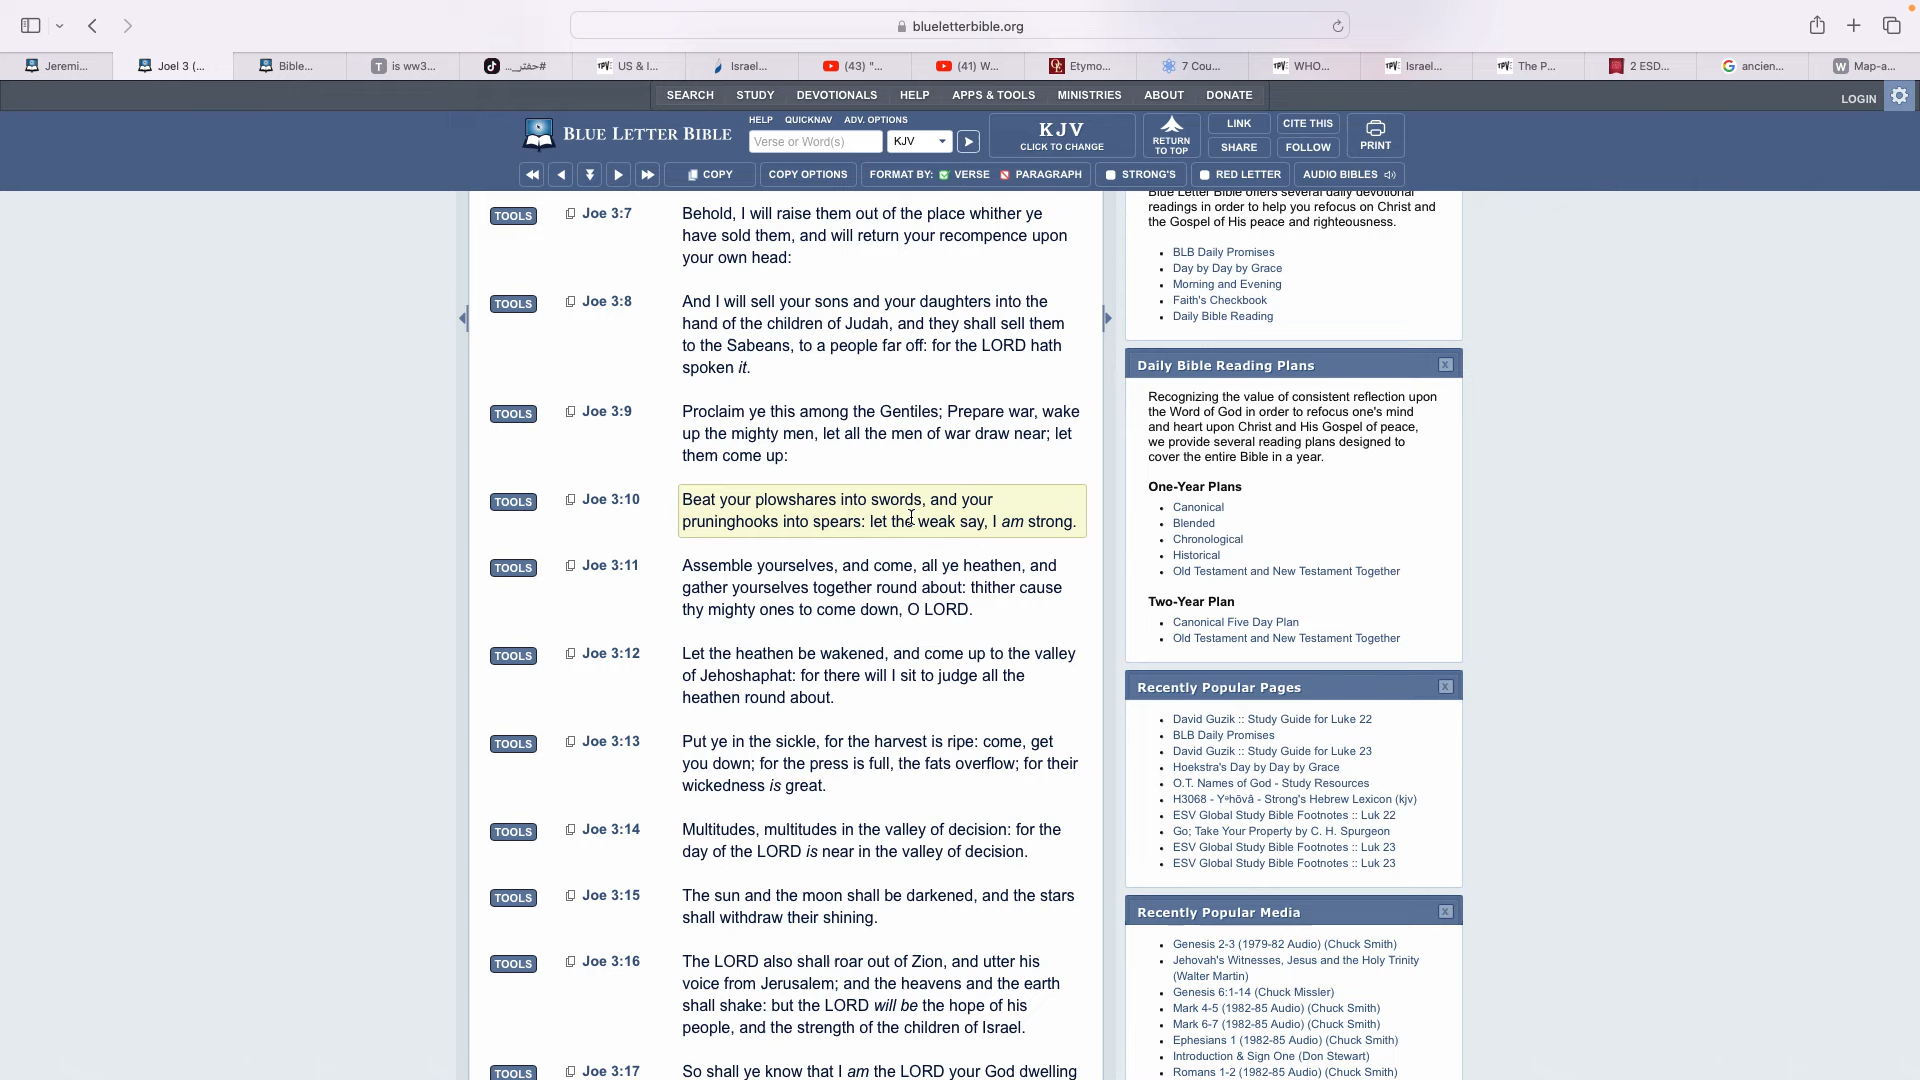 blueletterbible.org
Jeremi...
Joel 3 (...
Bible...
is ww3...
#حفتر_...
US & I...
Israel...
(43) "...
(41) W...
Etymo...
7 Cou...
WHO...
Israel...
The P...
2 ESD...
ancien...
Map-a...
SEARCH
STUDY
DEVOTIONALS
HELP
APPS & TOOLS
MINISTRIES
ABOUT
DONATE
LOGIN
BLUE LETTER BIBLE
HELP
QUICKNAV
ADV. OPTIONS
Verse or Word(s)
KJV
KJV
CLICK TO CHANGE
RETURN
TO TOP
LINK
CITE THIS
SHARE
FOLLOW
PRINT
COPY
COPY OPTIONS
FORMAT BY:
VERSE
PARAGRAPH
STRONG'S
RED LETTER
AUDIO BIBLES
TOOLS
Joe 3:7
Behold, I will raise them out of the place whither ye
have sold them, and will return your recompence upon
your own head:
TOOLS
Joe 3:8
And I will sell your sons and your daughters into the
hand of the children of Judah, and they shall sell them
to the Sabeans, to a people far off: for the LORD hath
spoken it.
TOOLS
Joe 3:9
Proclaim ye this among the Gentiles; Prepare war, wake
up the mighty men, let all the men of war draw near; let
them come up:
TOOLS
Joe 3:10
Beat your plowshares into swords, and your
pruninghooks into spears: let the weak say, I am strong.
TOOLS
Joe 3:11
Assemble yourselves, and come, all ye heathen, and
gather yourselves together round about: thither cause
thy mighty ones to come down, O LORD.
TOOLS
Joe 3:12
Let the heathen be wakened, and come up to the valley
of Jehoshaphat: for there will I sit to judge all the
heathen round about.
TOOLS
Joe 3:13
Put ye in the sickle, for the harvest is ripe: come, get
you down; for the press is full, the fats overflow; for their
wickedness is great.
TOOLS
Joe 3:14
Multitudes, multitudes in the valley of decision: for the
day of the LORD is near in the valley of decision.
TOOLS
Joe 3:15
The sun and the moon shall be darkened, and the stars
shall withdraw their shining.
TOOLS
Joe 3:16
The LORD also shall roar out of Zion, and utter his
voice from Jerusalem; and the heavens and the earth
shall shake: but the LORD will be the hope of his
people, and the strength of the children of Israel.
TOOLS
Joe 3:17
So shall ye know that I am the LORD your God dwelling
Blue Letter Bible offers several daily devotional
readings in order to help you refocus on Christ and
the Gospel of His peace and righteousness.
BLB Daily Promises
Day by Day by Grace
Morning and Evening
Faith's Checkbook
Daily Bible Reading
Daily Bible Reading Plans
Recognizing the value of consistent reflection upon
the Word of God in order to refocus one's mind
and heart upon Christ and His Gospel of peace,
we provide several reading plans designed to
cover the entire Bible in a year.
One-Year Plans
Canonical
Blended
Chronological
Historical
Old Testament and New Testament Together
Two-Year Plan
Canonical Five Day Plan
Old Testament and New Testament Together
Recently Popular Pages
David Guzik :: Study Guide for Luke 22
BLB Daily Promises
David Guzik :: Study Guide for Luke 23
Hoekstra's Day by Day by Grace
O.T. Names of God - Study Resources
H3068 - Yᵊhōvâ - Strong's Hebrew Lexicon (kjv)
ESV Global Study Bible Footnotes :: Luk 22
Go; Take Your Property by C. H. Spurgeon
ESV Global Study Bible Footnotes :: Luk 23
ESV Global Study Bible Footnotes :: Luk 23
Recently Popular Media
Genesis 2-3 (1979-82 Audio) (Chuck Smith)
Jehovah's Witnesses, Jesus and the Holy Trinity
(Walter Martin)
Genesis 6:1-14 (Chuck Missler)
Mark 4-5 (1982-85 Audio) (Chuck Smith)
Mark 6-7 (1982-85 Audio) (Chuck Smith)
Ephesians 1 (1982-85 Audio) (Chuck Smith)
Introduction & Sign One (Don Stewart)
Romans 1-2 (1982-85 Audio) (Chuck Smith)